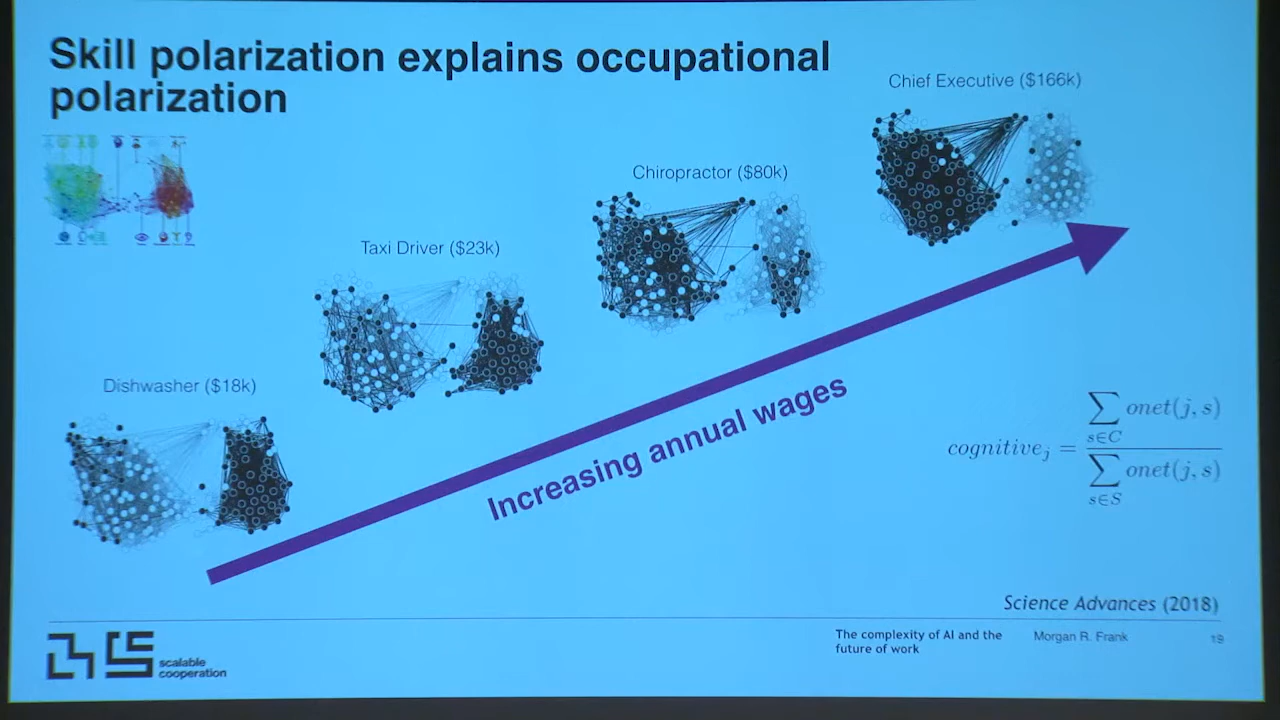 Skill polarization explains occupational
polarization
Chief Executive ($166k)
Chiropractor ($80k)
Taxi Driver ($23k)
Dishwasher ($18k)
Increasing annual wages
cognitive_j = ∑_{s∈C} onet(j, s) / ∑_{s∈S} onet(j, s)
Science Advances (2018)
The complexity of AI and the
future of work
Morgan R. Frank
19
scalable
cooperation